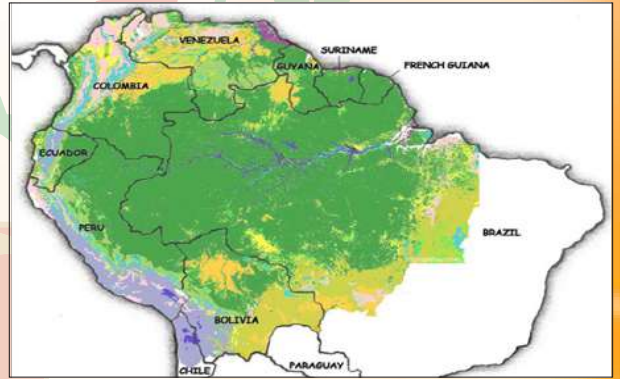 VENEZUELA
SURINAME
GUYANA
FRENCH GUIANA
COLOMBIA
ECUADOR
PERU
BRAZIL
BOLIVIA
CHILE
PARAGUAY